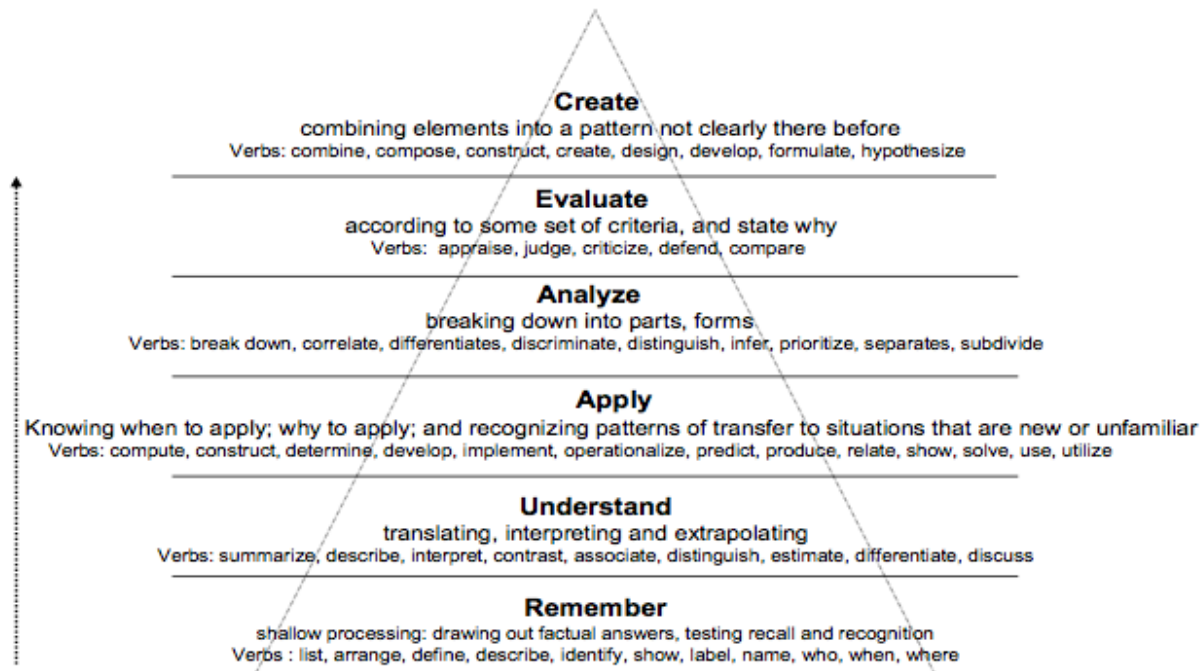 Create
combining elements into a pattern not clearly there before
Verbs: combine, compose, construct, create, design, develop, formulate, hypothesize
Evaluate
according to some set of criteria, and state why
Verbs: appraise, judge, criticize, defend, compare
Analyze
breaking down into parts, forms
Verbs: break down, correlate, differentiates, discriminate, distinguish, infer, prioritize, separates, subdivide
Apply
Knowing when to apply; why to apply; and recognizing patterns of transfer to situations that are new or unfamiliar
Verbs: compute, construct, determine, develop, implement, operationalize, predict, produce, relate, show, solve, use, utilize
Understand
translating, interpreting and extrapolating
Verbs: summarize, describe, interpret, contrast, associate, distinguish, estimate, differentiate, discuss
Remember
shallow processing: drawing out factual answers, testing recall and recognition
Verbs : list, arrange, define, describe, identify, show, label, name, who, when, where